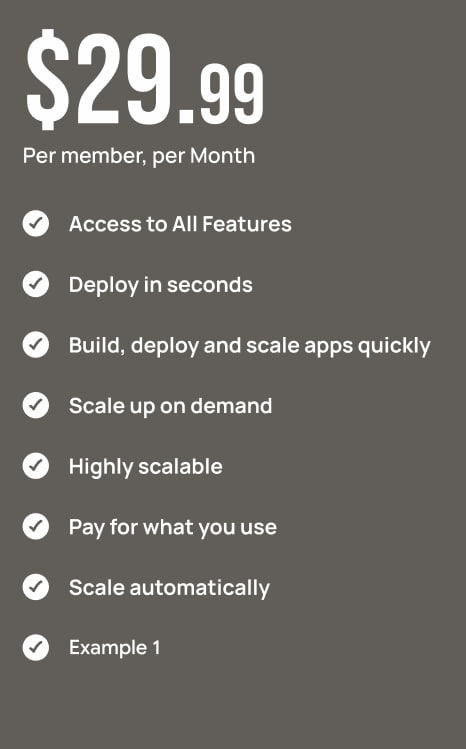 $29.99
Per member, per Month
Access to All Features
Deploy in seconds
Build, deploy and scale apps quickly
Scale up on demand
Highly scalable
Pay for what you use
Scale automatically
Example 1